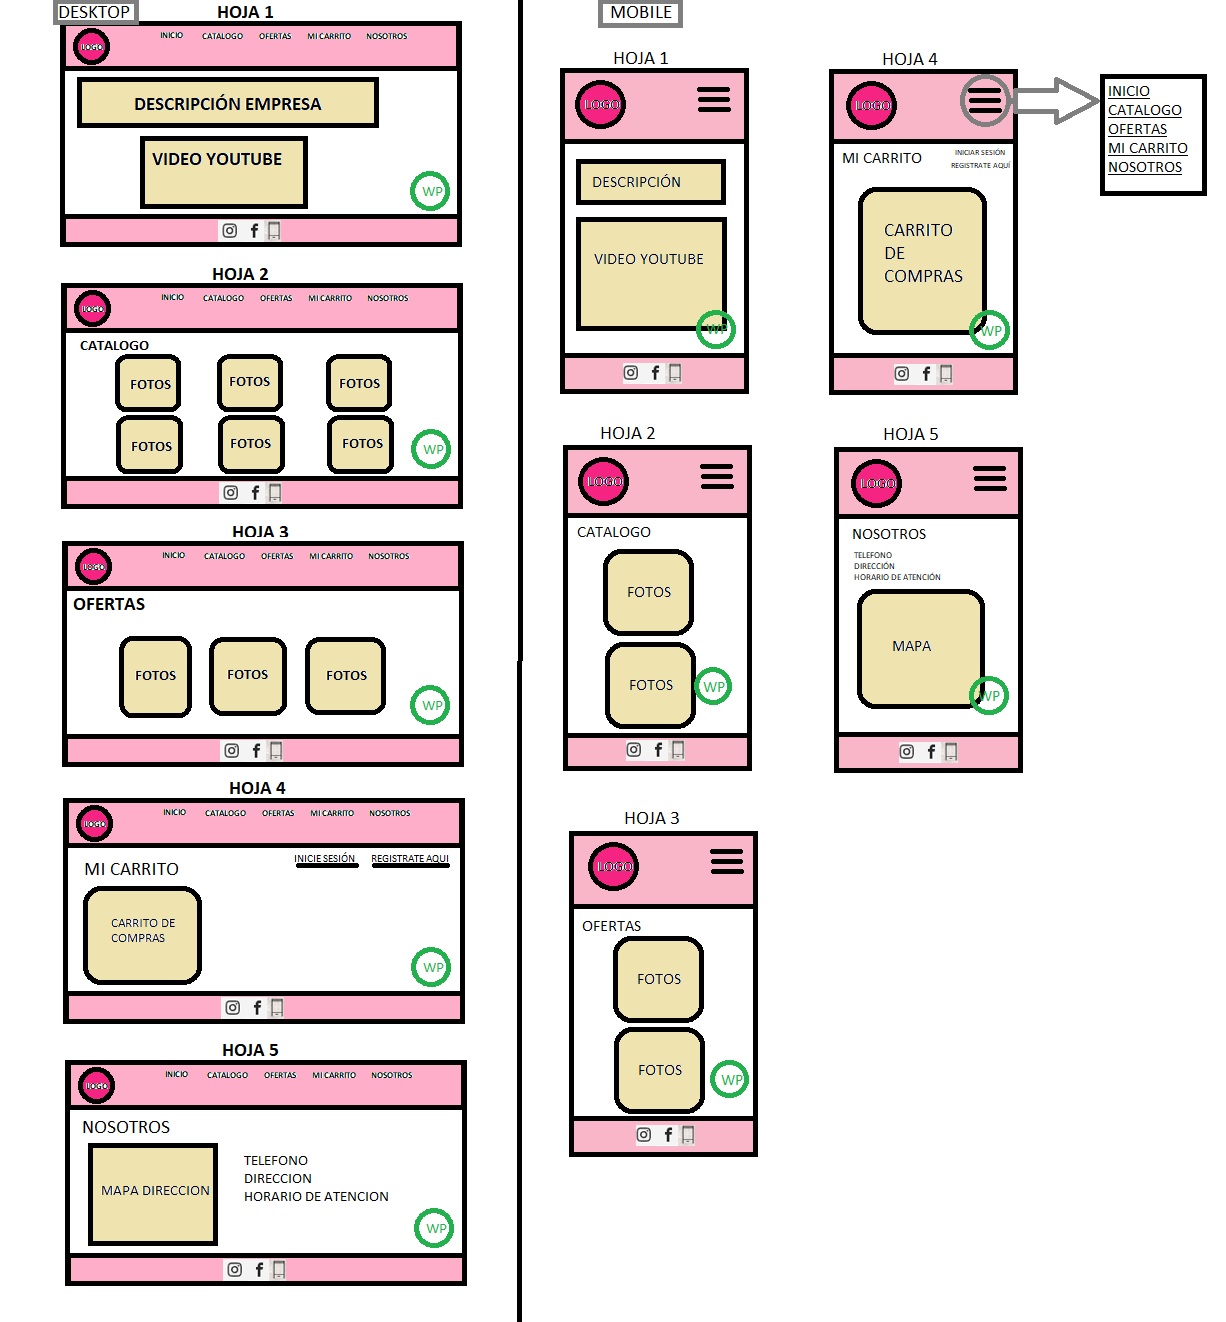 DESKTOP
HOJA 1
LOGO
INICIO CATALOGO OFERTAS MI CARRITO NOSOTROS
DESCRIPCIÓN EMPRESA
VIDEO YOUTUBE
WP
HOJA 2
LOGO
INICIO CATALOGO OFERTAS MI CARRITO NOSOTROS
CATALOGO
FOTOS FOTOS FOTOS
FOTOS FOTOS FOTOS
WP
HOJA 3
LOGO
INICIO CATALOGO OFERTAS MI CARRITO NOSOTROS
OFERTAS
FOTOS FOTOS FOTOS
WP
HOJA 4
LOGO
INICIO CATALOGO OFERTAS MI CARRITO NOSOTROS
INICIE SESIÓN REGISTRATE AQUI
MI CARRITO
CARRITO DE
COMPRAS
WP
HOJA 5
LOGO
INICIO CATALOGO OFERTAS MI CARRITO NOSOTROS
NOSOTROS
MAPA DIRECCION
TELEFONO
DIRECCION
HORARIO DE ATENCION
WP
MOBILE
HOJA 1
LOGO
DESCRIPCIÓN
VIDEO YOUTUBE
WP
HOJA 2
LOGO
CATALOGO
FOTOS
FOTOS
WP
HOJA 3
LOGO
OFERTAS
FOTOS
FOTOS
WP
HOJA 4
LOGO
INICIO
CATALOGO
OFERTAS
MI CARRITO
NOSOTROS
MI CARRITO
INICIAR SESIÓN
REGISTRATE AQUÍ
CARRITO
DE
COMPRAS
WP
HOJA 5
LOGO
NOSOTROS
TELEFONO
DIRECCIÓN
HORARIO DE ATENCIÓN
MAPA
WP